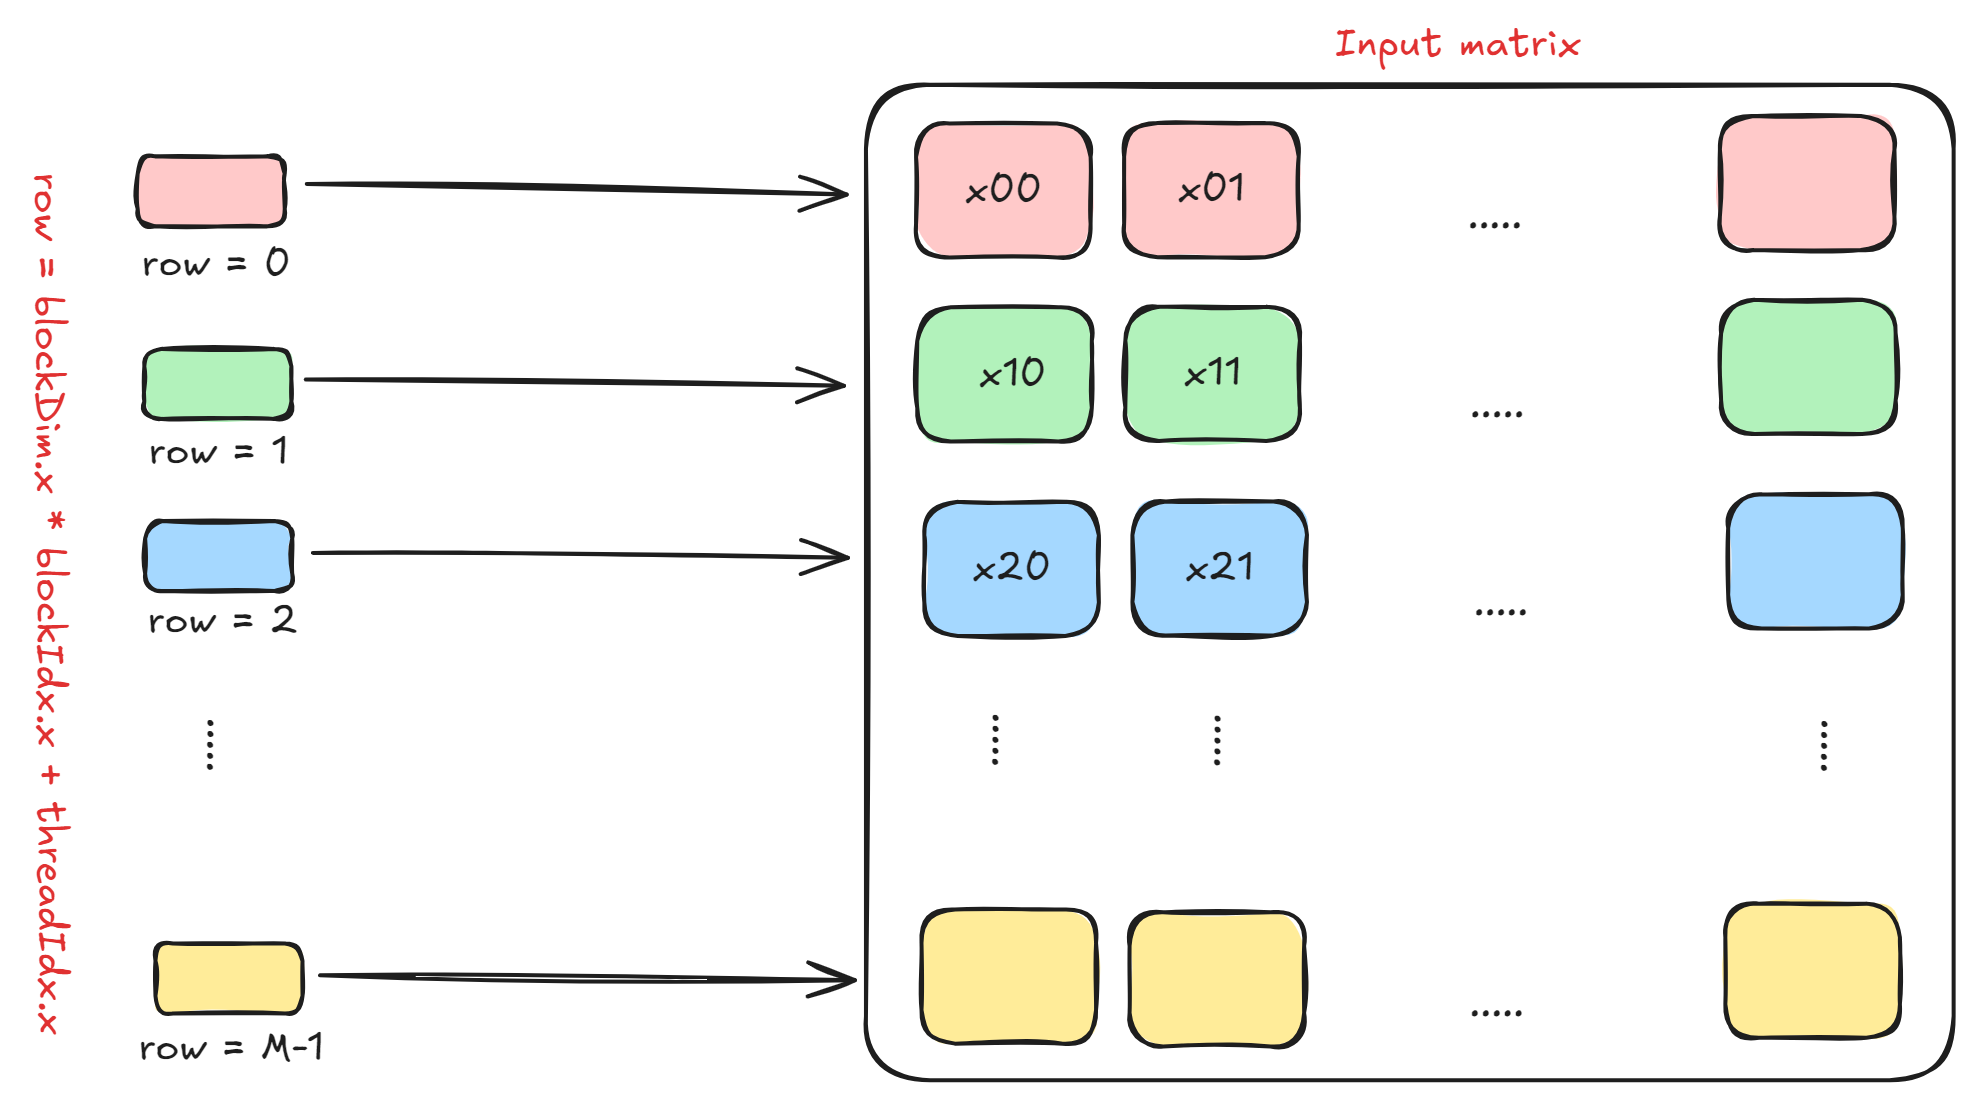 Input matrix
row = blockDim.x * blockIdx.x + threadIdx.x
row = 0
x00 x01 .....
row = 1
x10 x11 .....
row = 2
x20 x21 .....
.....
row = M-1
.....